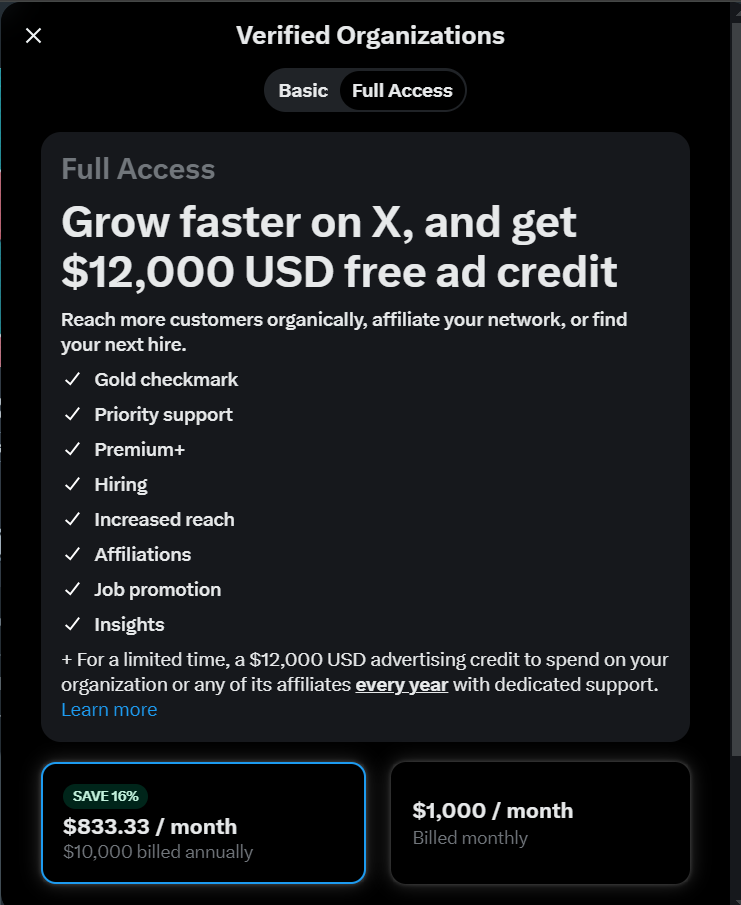 Verified Organizations
Basic
Full Access
Full Access
Grow faster on X, and get
$12,000 USD free ad credit
Reach more customers organically, affiliate your network, or find
your next hire.
Gold checkmark
Priority support
Premium+
Hiring
Increased reach
Affiliations
Job promotion
Insights
+ For a limited time, a $12,000 USD advertising credit to spend on your
organization or any of its affiliates every year with dedicated support.
Learn more
SAVE 16%
$833.33 / month
$10,000 billed annually
$1,000 / month
Billed monthly